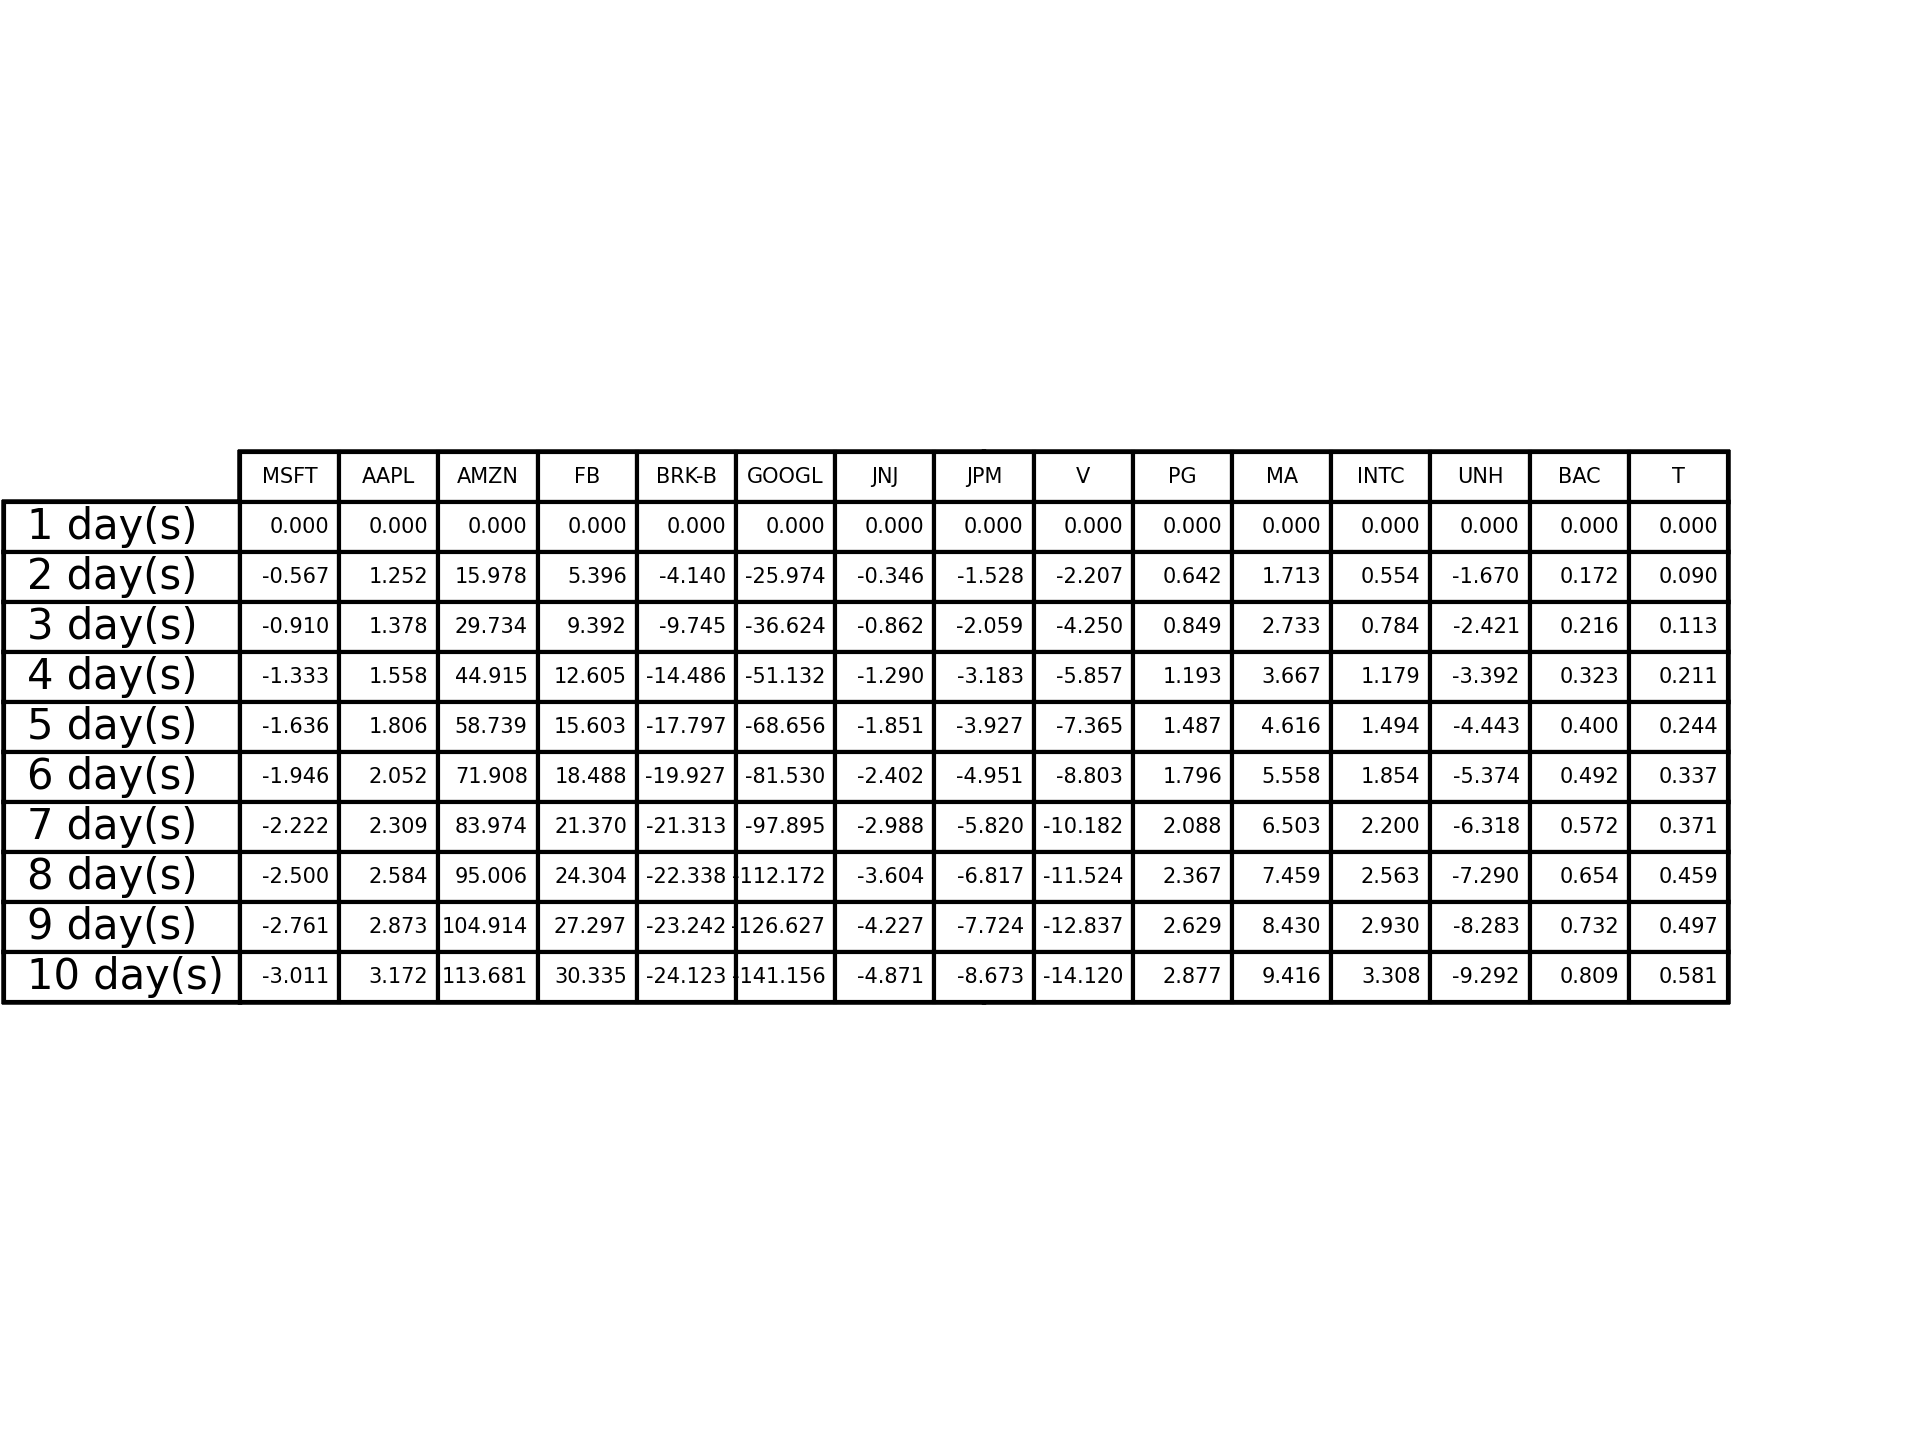 MSFT AAPL AMZN FB BRK-B GOOGL JNJ JPM V PG MA INTC UNH BAC T
1 day(s) 0.000 0.000 0.000 0.000 0.000 0.000 0.000 0.000 0.000 0.000 0.000 0.000 0.000 0.000 0.000
2 day(s) -0.567 1.252 15.978 5.396 -4.140 -25.974 -0.346 -1.528 -2.207 0.642 1.713 0.554 -1.670 0.172 0.090
3 day(s) -0.910 1.378 29.734 9.392 -9.745 -36.624 -0.862 -2.059 -4.250 0.849 2.733 0.784 -2.421 0.216 0.113
4 day(s) -1.333 1.558 44.915 12.605 -14.486 -51.132 -1.290 -3.183 -5.857 1.193 3.667 1.179 -3.392 0.323 0.211
5 day(s) -1.636 1.806 58.739 15.603 -17.797 -68.656 -1.851 -3.927 -7.365 1.487 4.616 1.494 -4.443 0.400 0.244
6 day(s) -1.946 2.052 71.908 18.488 -19.927 -81.530 -2.402 -4.951 -8.803 1.796 5.558 1.854 -5.374 0.492 0.337
7 day(s) -2.222 2.309 83.974 21.370 -21.313 -97.895 -2.988 -5.820 -10.182 2.088 6.503 2.200 -6.318 0.572 0.371
8 day(s) -2.500 2.584 95.006 24.304 -22.338 -112.172 -3.604 -6.817 -11.524 2.367 7.459 2.563 -7.290 0.654 0.459
9 day(s) -2.761 2.873 104.914 27.297 -23.242 -126.627 -4.227 -7.724 -12.837 2.629 8.430 2.930 -8.283 0.732 0.497
10 day(s) -3.011 3.172 113.681 30.335 -24.123 -141.156 -4.871 -8.673 -14.120 2.877 9.416 3.308 -9.292 0.809 0.581